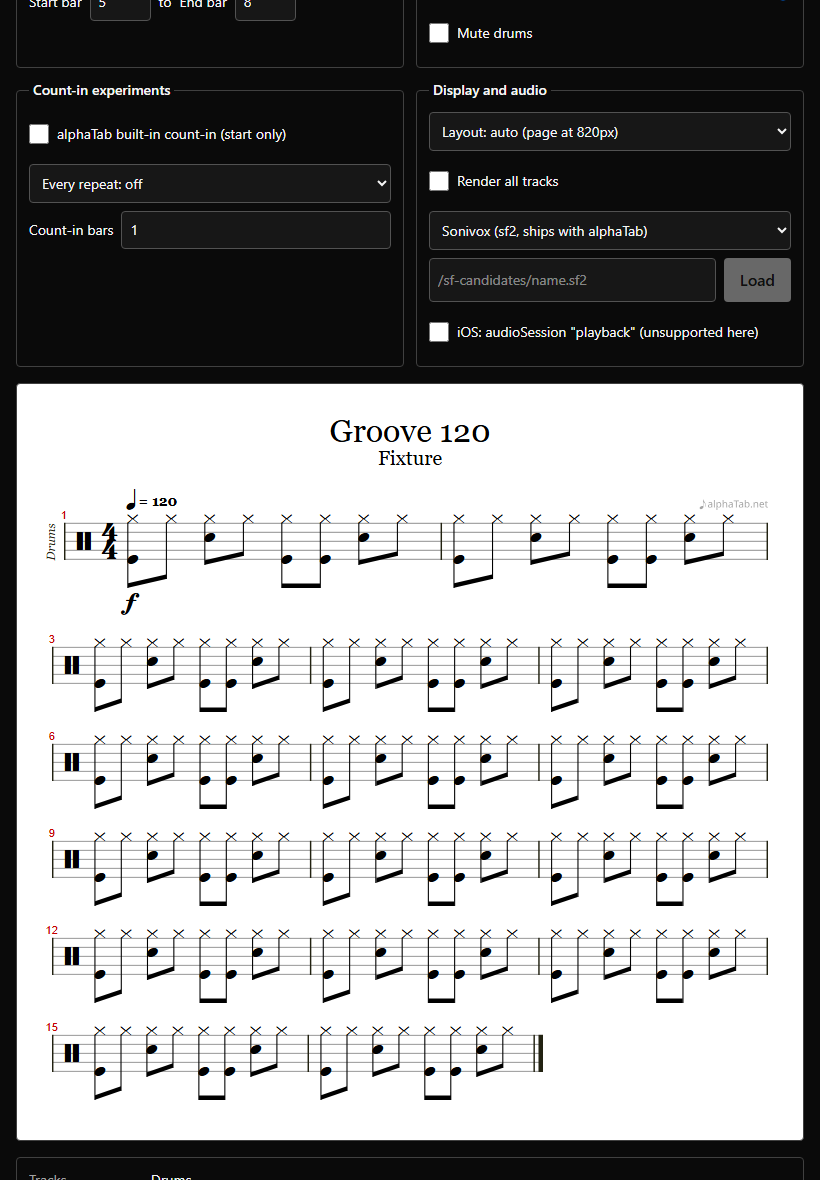 Start bar 5 to End bar 8
Mute drums
Count-in experiments
alphaTab built-in count-in (start only)
Every repeat: off
Count-in bars 1
Display and audio
Layout: auto (page at 820px)
Render all tracks
Sonivox (sf2, ships with alphaTab)
/sf-candidates/name.sf2 Load
iOS: audioSession "playback" (unsupported here)
Groove 120
Fixture
= 120
alphaTab.net
1
Drums
4
4
f
3
6
9
12
15
Tracks Drums